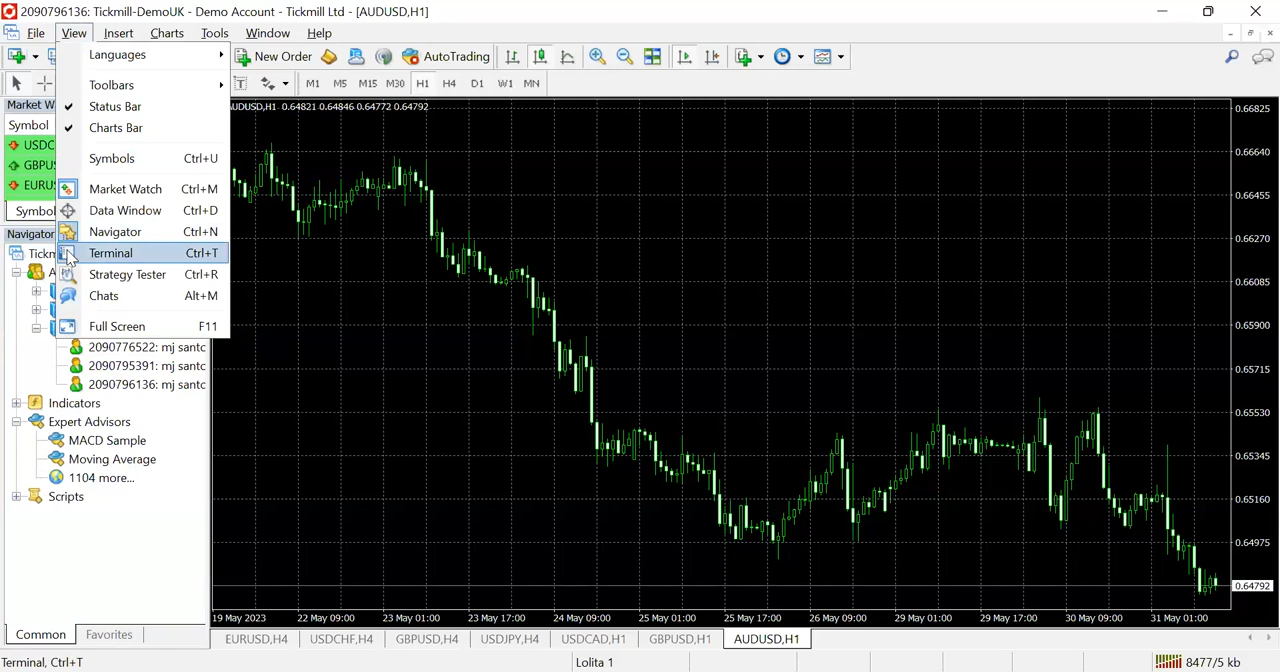 2090796136: Tickmill-DemoUK - Demo Account - Tickmill Ltd - [AUDUSD,H1]
File View Insert Charts Tools Window Help
New Order AutoTrading
T M1 M5 M15 M30 H1 H4 D1 W1 MN
Languages
Toolbars
Status Bar
Charts Bar
Symbols Ctrl+U
Market Watch Ctrl+M
Data Window Ctrl+D
Navigator Ctrl+N
Terminal Ctrl+T
Strategy Tester Ctrl+R
Chats Alt+M
Full Screen F11
Market W
Symbol
USDC
GBPUS
EURUS
Symbol
Navigator
Tickm
A
2090776522: mj santc
2090795391: mj santc
2090796136: mj santc
Indicators
Expert Advisors
MACD Sample
Moving Average
1104 more...
Scripts
Common Favorites
AUDUSD,H1 0.64821 0.64846 0.64772 0.64792
0.66825
0.66640
0.66455
0.66270
0.66085
0.65900
0.65715
0.65530
0.65345
0.65160
0.64975
0.64792
19 May 2023 22 May 09:00 23 May 01:00 23 May 17:00 24 May 09:00 25 May 01:00 25 May 17:00 26 May 09:00 29 May 01:00 29 May 17:00 30 May 09:00 31 May 01:00
EURUSD,H4 USDCHF,H4 GBPUSD,H4 USDJPY,H4 USDCAD,H1 GBPUSD,H1 AUDUSD,H1
Terminal, Ctrl+T Lolita 1 8477/5 kb